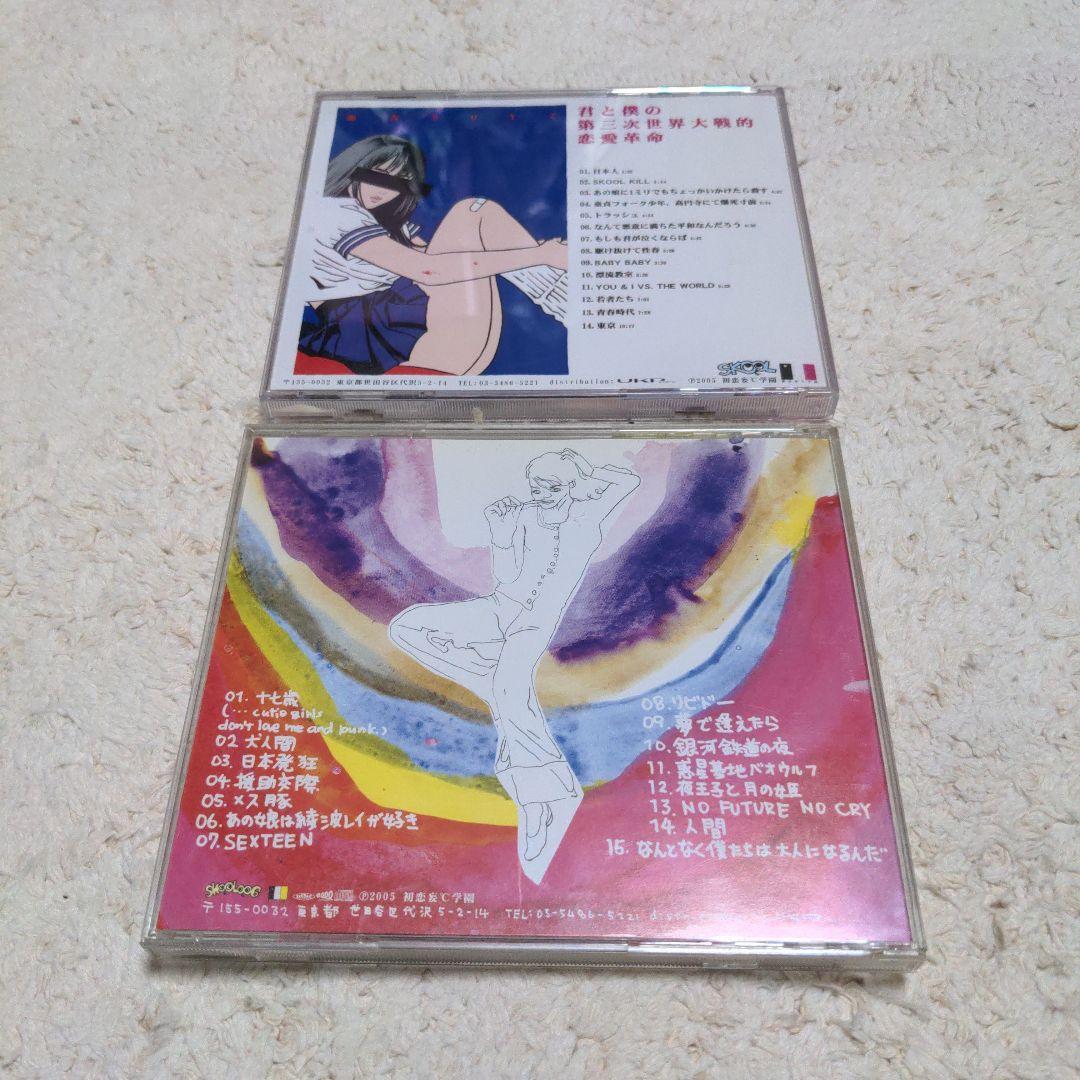 君と僕の
第三次世界大戦的
恋愛革命
01. 日本人
02. SKOOL KILL
03. あの娘に1ミリでもちょっかいかけたら殺す
04. 童貞フォーク少年、高円寺にて爆死寸前
05. トラッシュ
06. なんて悪意に満ちた平和なんだろう
07. もしも君が泣くならば
08. 駆け抜けて性春
09. BABY BABY
10. 漂流教室
11. YOU & I VS. THE WORLD
12. 若者たち
13. 青春時代
14. 東京
SKOOL
〒155-0032 東京都世田谷区代沢5-2-14 TEL:03-5486-5221 distribution: UKP. Ⓟ2005 初恋妄℃学園
01. 十七歳
(... cutie girls
don't love me and punk.)
02 犬人間
03. 日本発狂
04. 援助交際
05. メス豚
06. あの娘は綾波レイが好き
07. SEXTEEN
08. リビドー
09. 夢で逢えたら
10. 銀河鉄道の夜
11. 惑星基地ベオウルフ
12. 夜王子と月の姫
13. NO FUTURE NO CRY
14. 人間
15. なんとなく僕たちは大人になるんだ
SKOOL006 Ⓟ2005 初恋妄℃学園
〒155-0032 東京都 世田谷区代沢5-2-14 TEL:03-5486-5221